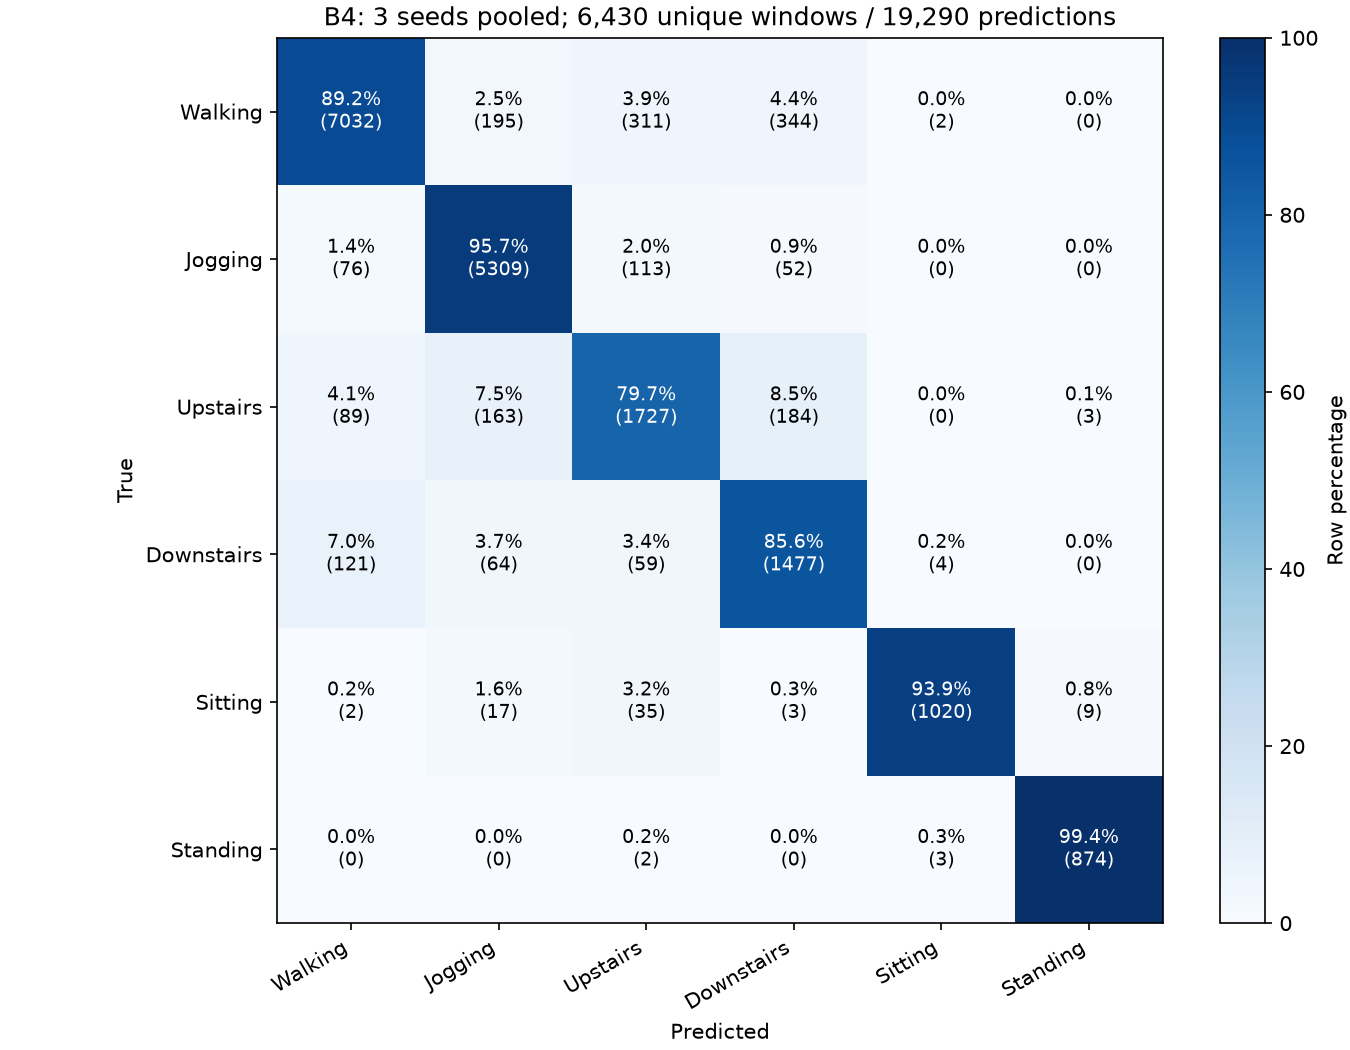 B4: 3 seeds pooled; 6,430 unique windows / 19,290 predictions
Walking 89.2% 2.5% 3.9% 4.4% 0.0% 0.0%
(7032) (195) (311) (344) (2) (0)
Jogging 1.4% 95.7% 2.0% 0.9% 0.0% 0.0%
(76) (5309) (113) (52) (0) (0)
Upstairs 4.1% 7.5% 79.7% 8.5% 0.0% 0.1%
(89) (163) (1727) (184) (0) (3)
Downstairs 7.0% 3.7% 3.4% 85.6% 0.2% 0.0%
(121) (64) (59) (1477) (4) (0)
Sitting 0.2% 1.6% 3.2% 0.3% 93.9% 0.8%
(2) (17) (35) (3) (1020) (9)
Standing 0.0% 0.0% 0.2% 0.0% 0.3% 99.4%
(0) (0) (2) (0) (3) (874)
Walking Jogging Upstairs Downstairs Sitting Standing
Predicted
True
100
80
60
40
20
0
Row percentage